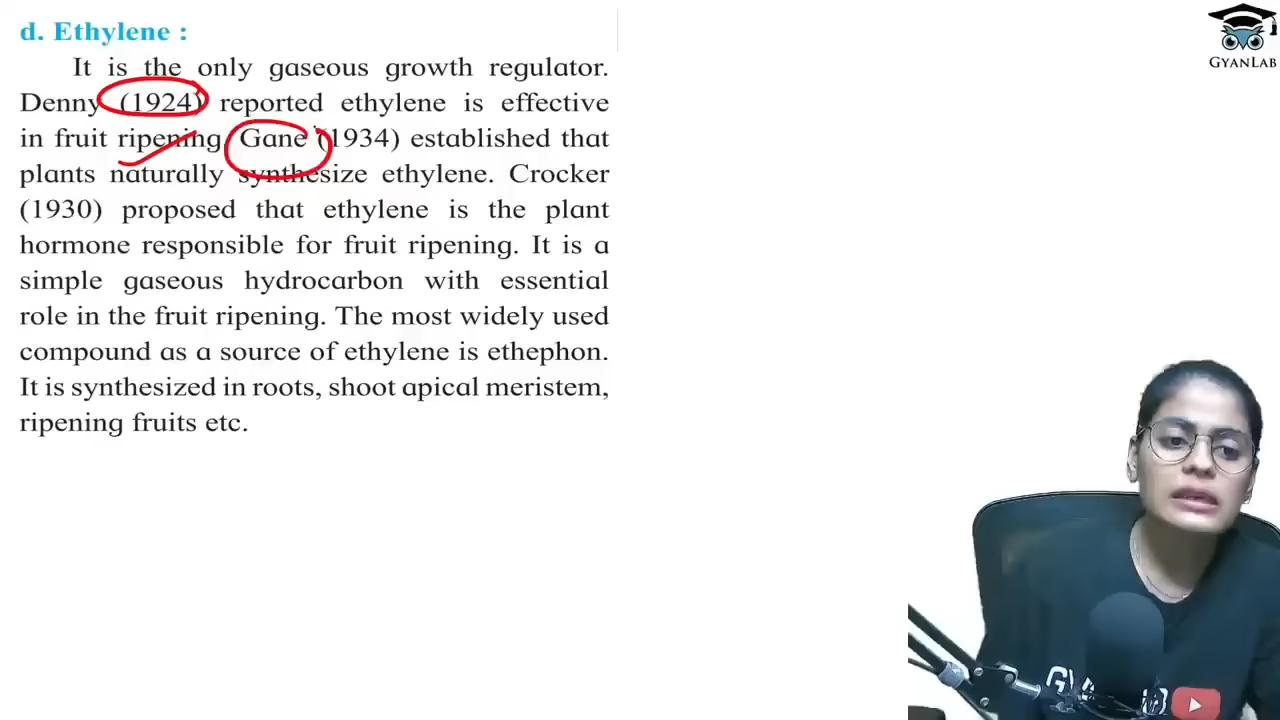 d. Ethylene :
It is the only gaseous growth regulator.
Denny (1924) reported ethylene is effective
in fruit ripening Gane (1934) established that
plants naturally synthesize ethylene. Crocker
(1930) proposed that ethylene is the plant
hormone responsible for fruit ripening. It is a
simple gaseous hydrocarbon with essential
role in the fruit ripening. The most widely used
compound as a source of ethylene is ethephon.
It is synthesized in roots, shoot apical meristem,
ripening fruits etc.
GYANLAB